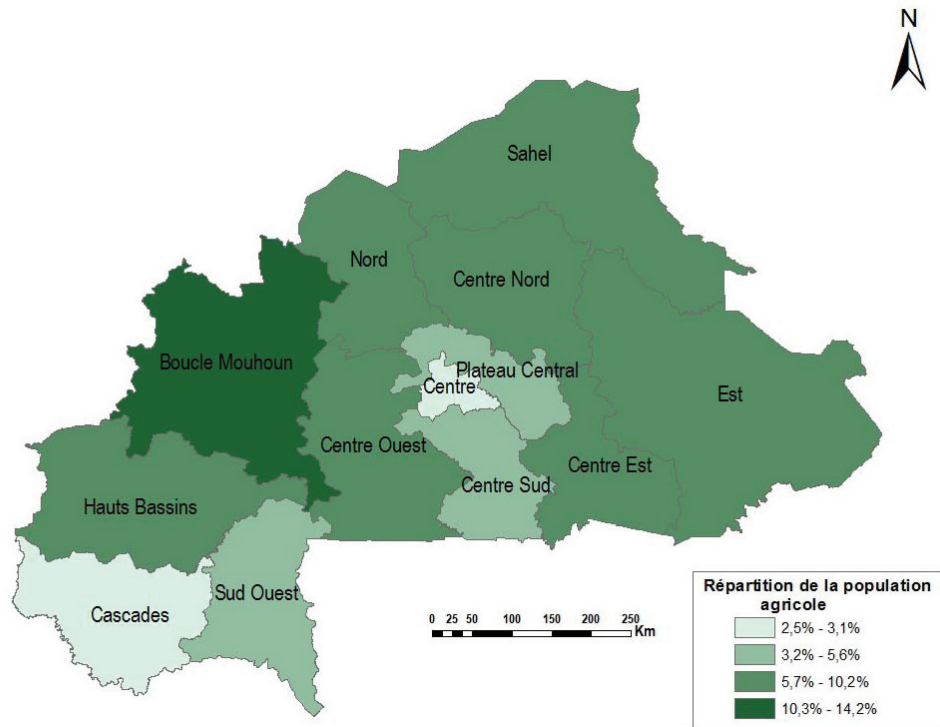 N
Sahel
Nord
Centre Nord
Boucle Mouhoun
Plateau Central
Centre
Est
Centre Ouest
Centre Est
Centre Sud
Hauts Bassins
Sud Ouest
Cascades
0 25 50 100 150 200 250
Km
Répartition de la population
agricole
2,5% - 3,1%
3,2% - 5,6%
5,7% - 10,2%
10,3% - 14,2%